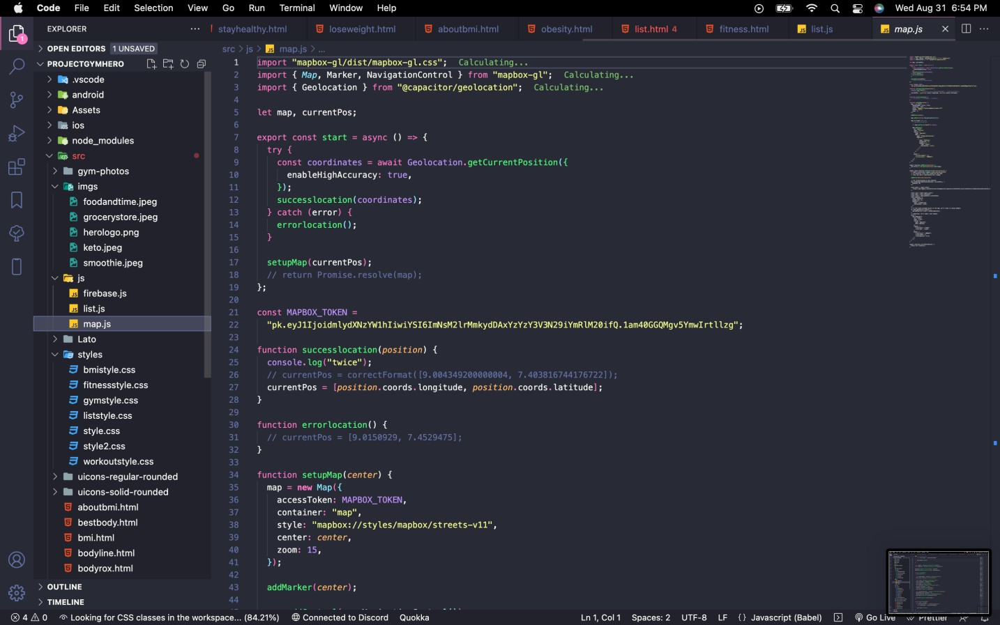 Code File Edit Selection View Go Run Terminal Window Help Wed Aug 31 6:54 PM
EXPLORER
stayhealthy.html loseweight.html aboutbmi.html obesity.html list.html 4 fitness.html list.js map.js
OPEN EDITORS 1 UNSAVED
PROJECTGYMHERO
.vscode
android
Assets
ios
node_modules
src
gym-photos
imgs
foodandtime.jpeg
grocerystore.jpeg
herologo.png
keto.jpeg
smoothie.jpeg
js
firebase.js
list.js
map.js
Lato
styles
bmistyle.css
fitnessstyle.css
gymstyle.css
liststyle.css
style.css
style2.css
workoutstyle.css
uicons-regular-rounded
uicons-solid-rounded
aboutbmi.html
bestbody.html
bmi.html
bodyline.html
bodyrox.html
OUTLINE
TIMELINE
src > js > map.js > ...
1 import "mapbox-gl/dist/mapbox-gl.css"; Calculating...
2 import { Map, Marker, NavigationControl } from "mapbox-gl"; Calculating...
3 import { Geolocation } from "@capacitor/geolocation"; Calculating...
4
5 let map, currentPos;
6
7 export const start = async () => {
8 try {
9 const coordinates = await Geolocation.getCurrentPosition({
10 enableHighAccuracy: true,
11 });
12 successlocation(coordinates);
13 } catch (error) {
14 errorlocation();
15 }
16
17 setupMap(currentPos);
18 // return Promise.resolve(map);
19 };
20
21 const MAPBOX_TOKEN =
22 "pk.eyJ1IjoidmlydXNzYW1hIiwiYSI6ImNsM2lrMmkydDAxYzYzY3V3N29iYmRlM20ifQ.1am40GGQMgv5YmwIrtllzg";
23
24 function successlocation(position) {
25 console.log("twice");
26 // currentPos = correctFormat([9.004349200000004, 7.403816744176722]);
27 currentPos = [position.coords.longitude, position.coords.latitude];
28 }
29
30 function errorlocation() {
31 // currentPos = [9.0150929, 7.4529475];
32 }
33
34 function setupMap(center) {
35 map = new Map({
36 accessToken: MAPBOX_TOKEN,
37 container: "map",
38 style: "mapbox://styles/mapbox/streets-v11",
39 center: center,
40 zoom: 15,
41 });
42
43 addMarker(center);
44
4 0 Looking for CSS classes in the workspace... (84.21%) Connected to Discord Quokka Ln 1, Col 1 Spaces: 2 UTF-8 LF {} Javascript (Babel) Go Live Prettier